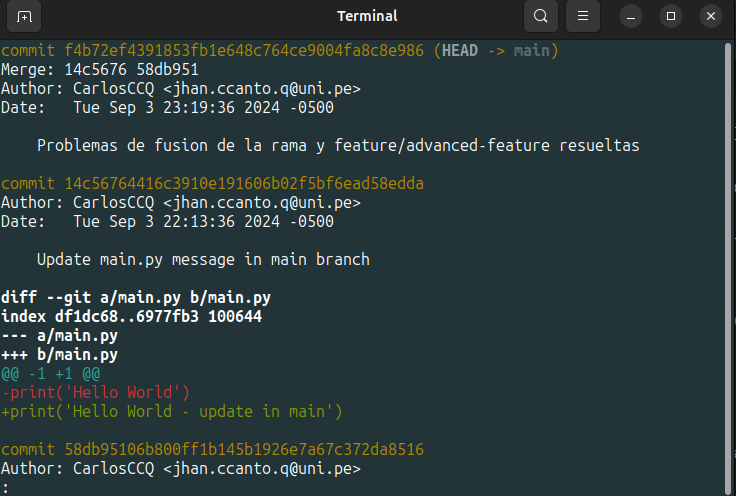 Terminal
commit f4b72ef4391853fb1e648c764ce9004fa8c8e986 (HEAD -> main)
Merge: 14c5676 58db951
Author: CarlosCCQ <jhan.ccanto.q@uni.pe>
Date:   Tue Sep 3 23:19:36 2024 -0500

    Problemas de fusion de la rama y feature/advanced-feature resueltas

commit 14c56764416c3910e191606b02f5bf6ead58edda
Author: CarlosCCQ <jhan.ccanto.q@uni.pe>
Date:   Tue Sep 3 22:13:36 2024 -0500

    Update main.py message in main branch

diff --git a/main.py b/main.py
index df1dc68..6977fb3 100644
--- a/main.py
+++ b/main.py
@@ -1 +1 @@
-print('Hello World')
+print('Hello World - update in main')

commit 58db95106b800ff1b145b1926e7a67c372da8516
Author: CarlosCCQ <jhan.ccanto.q@uni.pe>
: